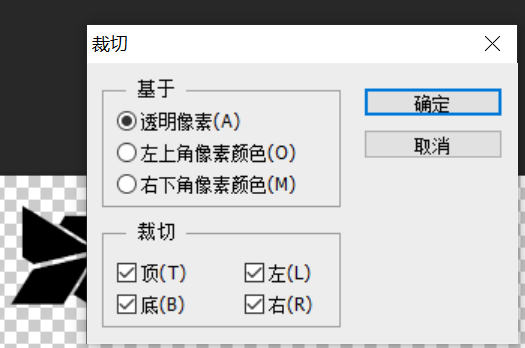 裁切
基于
透明像素(A)
左上角像素颜色(O)
右下角像素颜色(M)
确定
取消
裁切
顶(T) 左(L)
底(B) 右(R)